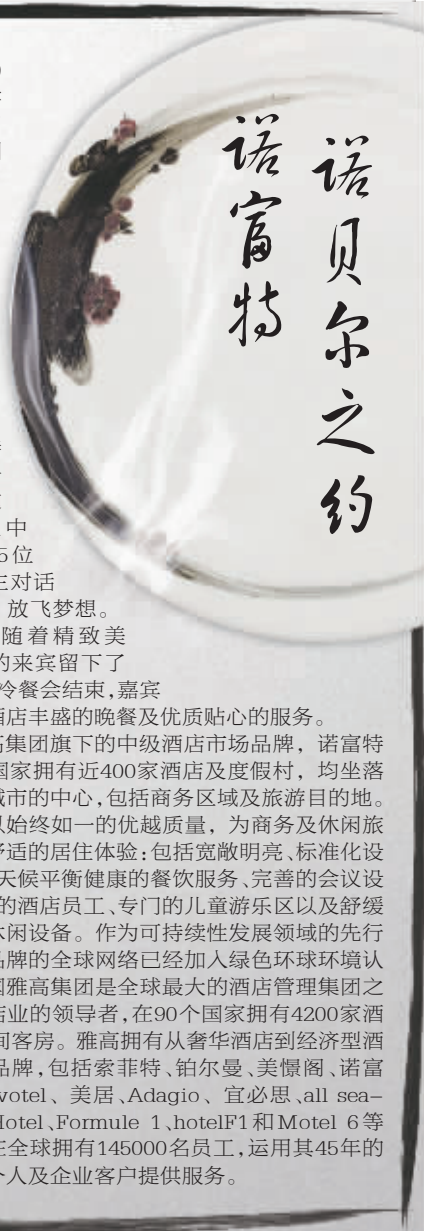 诺贝尔之约
诺富特
中
5位
主对话
放飞梦想。
随着精致美
的来宾留下了
冷餐会结束,嘉宾
酒店丰盛的晚餐及优质贴心的服务。
高集团旗下的中级酒店市场品牌，诺富特
国家拥有近400家酒店及度假村，均坐落
城市的中心,包括商务区域及旅游目的地。
以始终如一的优越质量，为商务及休闲旅
舒适的居住体验:包括宽敞明亮、标准化设
天候平衡健康的餐饮服务、完善的会议设
的酒店员工、专门的儿童游乐区以及舒缓
休闲设备。作为可持续性发展领域的先行
品牌的全球网络已经加入绿色环球环境认
国雅高集团是全球最大的酒店管理集团之
店业的领导者,在90个国家拥有4200家酒
间客房。雅高拥有从奢华酒店到经济型酒
品牌,包括索菲特、铂尔曼、美憬阁、诺富
votel、美居、Adagio、宜必思、all sea-
Hotel、Formule 1、hotelF1和Motel 6等
在全球拥有145000名员工,运用其45年的
个人及企业客户提供服务。